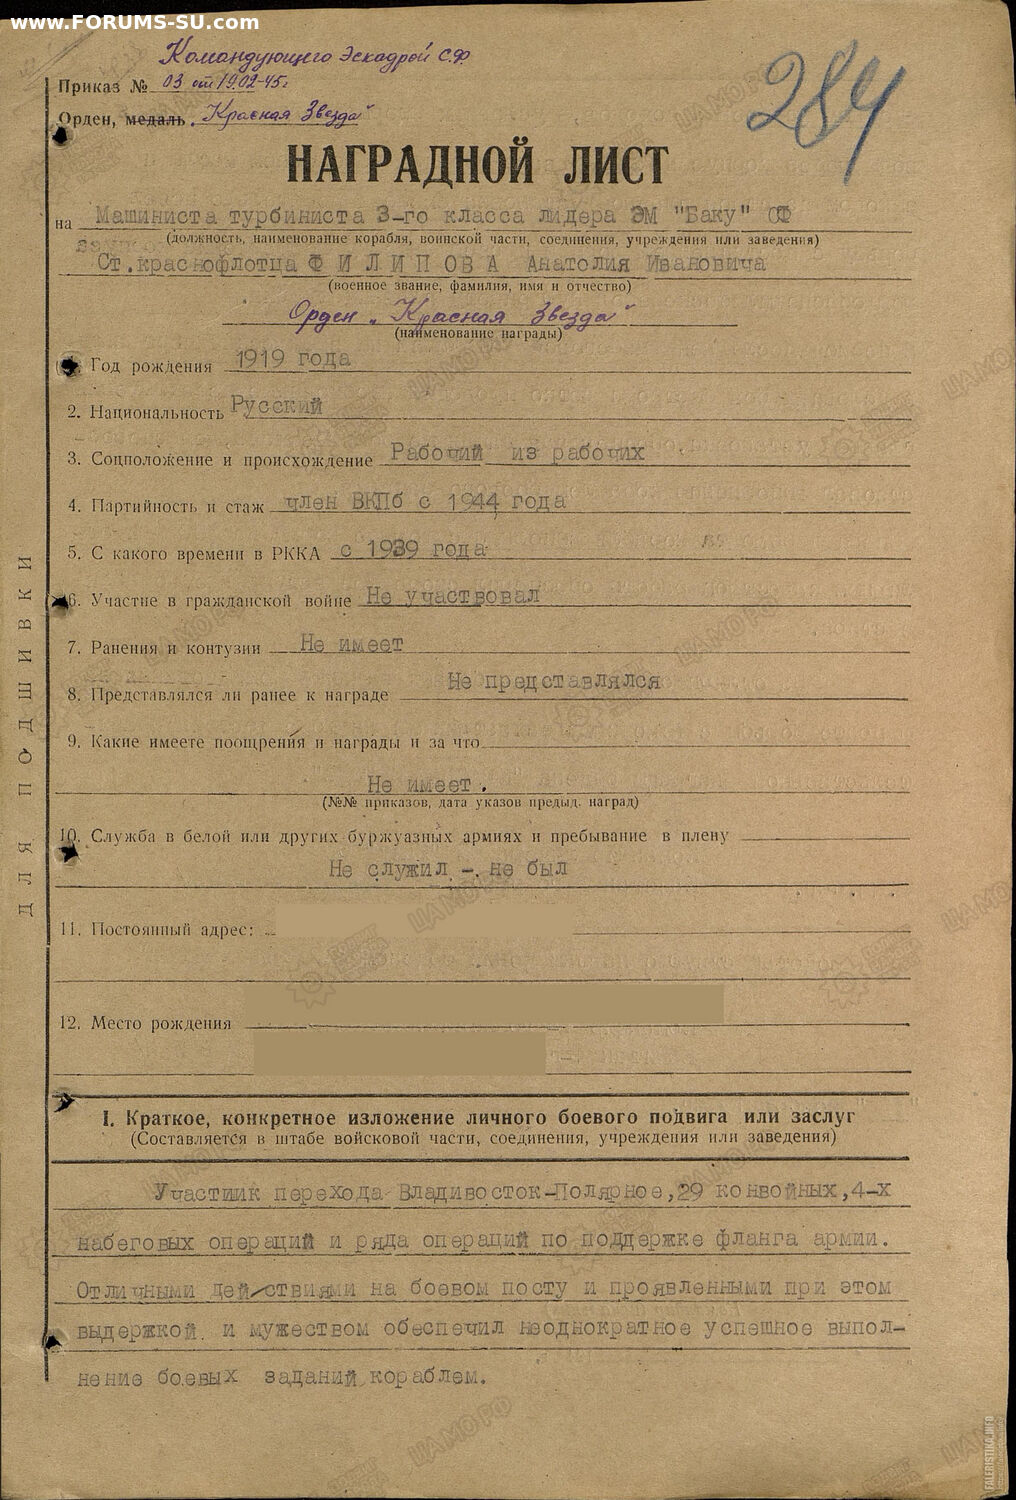 www.FORUMS-SU.com
Командующего Эскадрой С.Ф.
Приказ № 03 от 19.02-45г
284
Орден, медаль "Красная Звезда"
НАГРАДНОЙ ЛИСТ
на Машиниста турбиниста 3-го класса лидера ЭМ "Баку" СФ
(должность, наименование корабля, воинской части, соединения, учреждения или заведения)
Ст.краснофлотца ФИЛИПОВА Анатолия Ивановича
(военное звание, фамилия, имя и отчество)
Орден "Красная Звезда"
(наименование награды)
Год рождения 1919 года
2. Национальность Русский
3. Соцположение и происхождение Рабочий из рабочих
4. Партийность и стаж член ВКПб с 1944 года
5. С какого времени в РККА с 1939 года
6. Участие в гражданской войне Не участвовал
7. Ранения и контузии Не имеет
8. Представлялся ли ранее к награде Не представлялся
9. Какие имеете поощрения и награды и за что
Не имеет.
(№№ приказов, дата указов предыд. наград)
10. Служба в белой или других буржуазных армиях и пребывание в плену
Не служил - не был
11. Постоянный адрес:
12. Место рождения
ДЛЯ ПОДШИВКИ
I. Краткое, конкретное изложение личного боевого подвига или заслуг
(Составляется в штабе войсковой части, соединения, учреждения или заведения)
Участник перехода Владивосток-Полярное, 29 конвойных, 4-х
набеговых операций и ряда операций по поддержке фланга армии.
Отличными действиями на боевом посту и проявленными при этом
выдержкой и мужеством обеспечил неоднократное успешное выпол-
нение боевых заданий кораблем.
FALERISTIKA.INFO